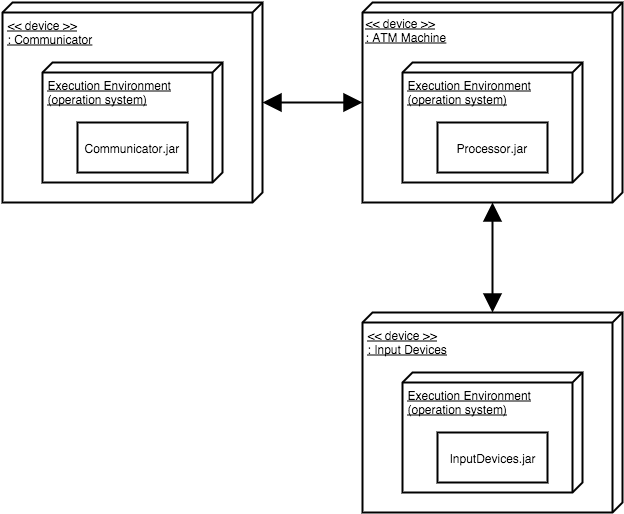 << device >>
: Communicator
Execution Environment
(operation system)
Communicator.jar
<< device >>
: ATM Machine
Execution Environment
(operation system)
Processor.jar
<< device >>
: Input Devices
Execution Environment
(operation system)
InputDevices.jar